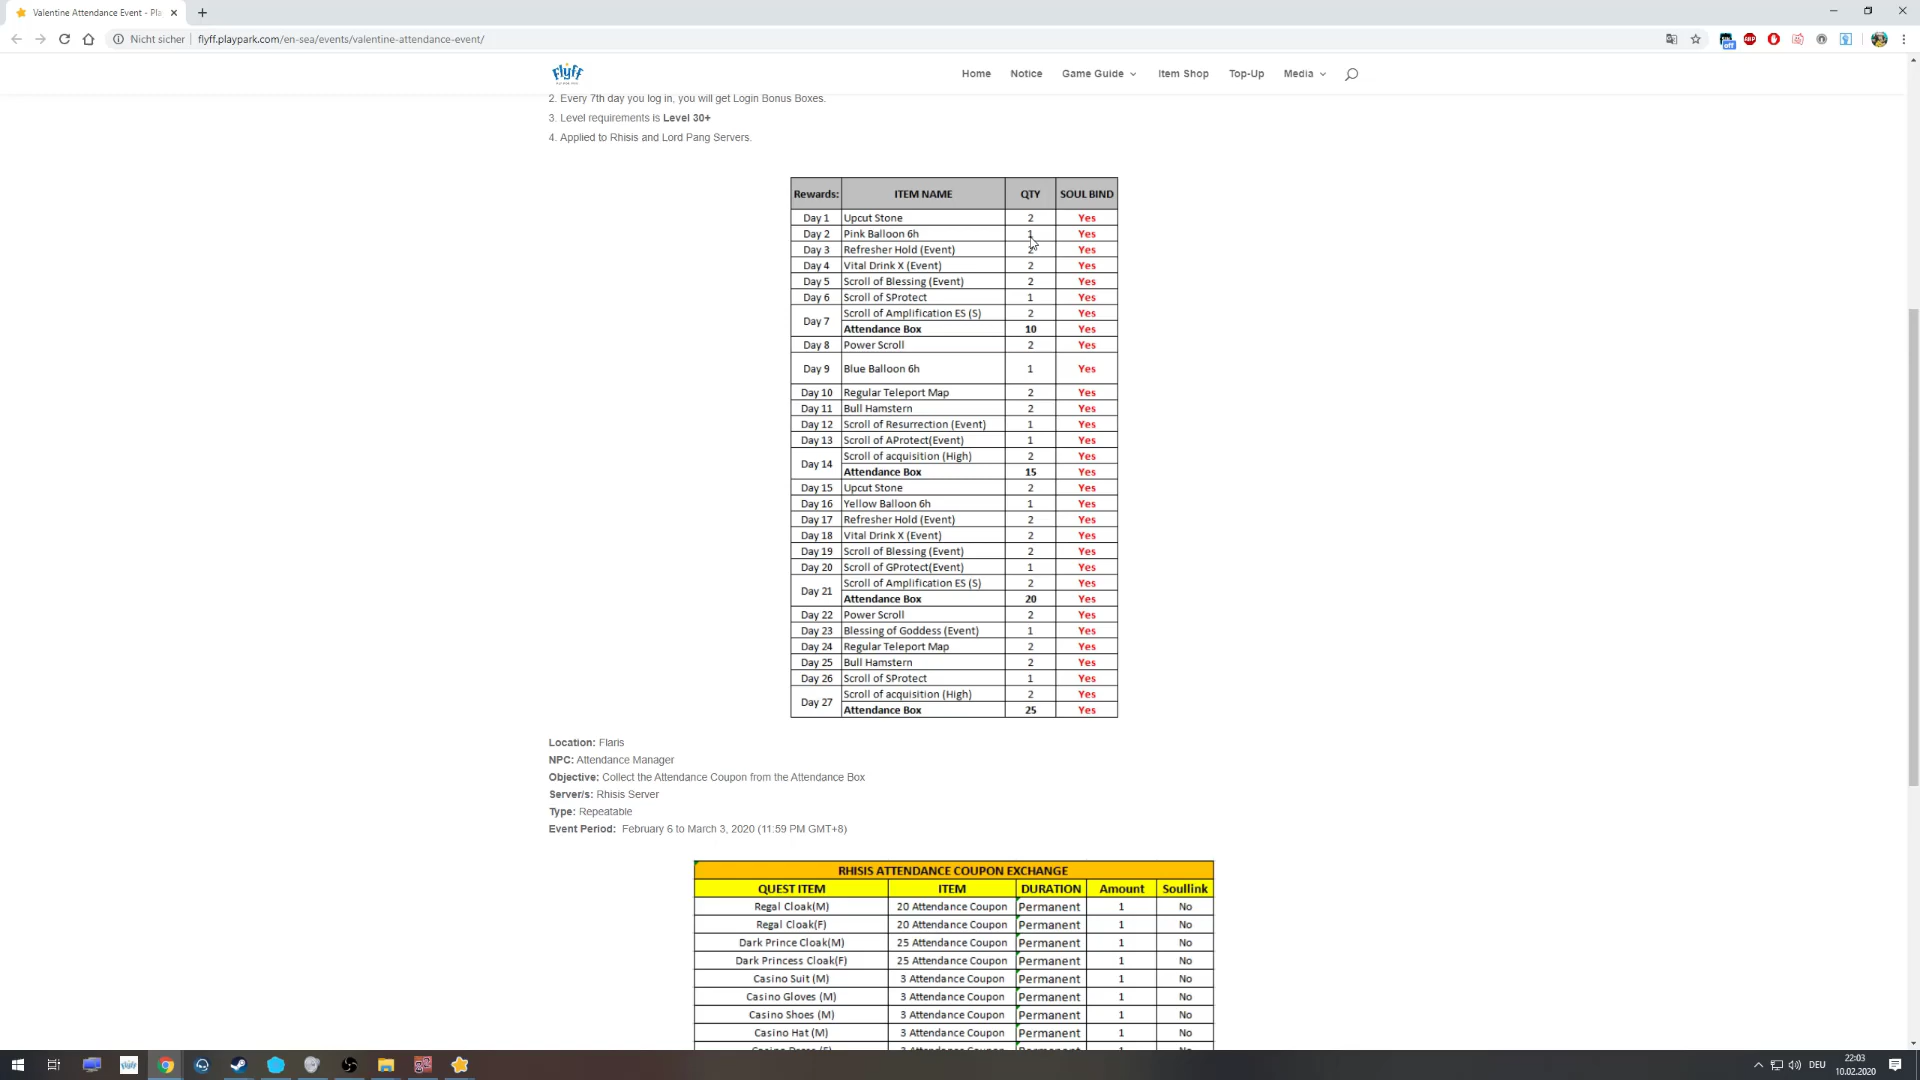 Valentine Attendance Event - Pla
Nicht sicher flyff.playpark.com/en-sea/events/valentine-attendance-event/
off
ABP
flyff
Home Notice Game Guide Item Shop Top-Up Media
2. Every 7th day you log in, you will get Login Bonus Boxes.
3. Level requirements is Level 30+
4. Applied to Rhisis and Lord Pang Servers.
Rewards: ITEM NAME QTY SOUL BIND
Day 1 Upcut Stone 2 Yes
Day 2 Pink Balloon 6h 1 Yes
Day 3 Refresher Hold (Event) 2 Yes
Day 4 Vital Drink X (Event) 2 Yes
Day 5 Scroll of Blessing (Event) 2 Yes
Day 6 Scroll of SProtect 1 Yes
Day 7 Scroll of Amplification ES (S) 2 Yes
Attendance Box 10 Yes
Day 8 Power Scroll 2 Yes
Day 9 Blue Balloon 6h 1 Yes
Day 10 Regular Teleport Map 2 Yes
Day 11 Bull Hamstern 2 Yes
Day 12 Scroll of Resurrection (Event) 1 Yes
Day 13 Scroll of AProtect(Event) 1 Yes
Day 14 Scroll of acquisition (High) 2 Yes
Attendance Box 15 Yes
Day 15 Upcut Stone 2 Yes
Day 16 Yellow Balloon 6h 1 Yes
Day 17 Refresher Hold (Event) 2 Yes
Day 18 Vital Drink X (Event) 2 Yes
Day 19 Scroll of Blessing (Event) 2 Yes
Day 20 Scroll of GProtect(Event) 1 Yes
Day 21 Scroll of Amplification ES (S) 2 Yes
Attendance Box 20 Yes
Day 22 Power Scroll 2 Yes
Day 23 Blessing of Goddess (Event) 1 Yes
Day 24 Regular Teleport Map 2 Yes
Day 25 Bull Hamstern 2 Yes
Day 26 Scroll of SProtect 1 Yes
Day 27 Scroll of acquisition (High) 2 Yes
Attendance Box 25 Yes
Location: Flaris
NPC: Attendance Manager
Objective: Collect the Attendance Coupon from the Attendance Box
Server/s: Rhisis Server
Type: Repeatable
Event Period: February 6 to March 3, 2020 (11:59 PM GMT+8)
RHISIS ATTENDANCE COUPON EXCHANGE
QUEST ITEM ITEM DURATION Amount Soullink
Regal Cloak(M) 20 Attendance Coupon Permanent 1 No
Regal Cloak(F) 20 Attendance Coupon Permanent 1 No
Dark Prince Cloak(M) 25 Attendance Coupon Permanent 1 No
Dark Princess Cloak(F) 25 Attendance Coupon Permanent 1 No
Casino Suit (M) 3 Attendance Coupon Permanent 1 No
Casino Gloves (M) 3 Attendance Coupon Permanent 1 No
Casino Shoes (M) 3 Attendance Coupon Permanent 1 No
Casino Hat (M) 3 Attendance Coupon Permanent 1 No
DEU 22:03
10.02.2020